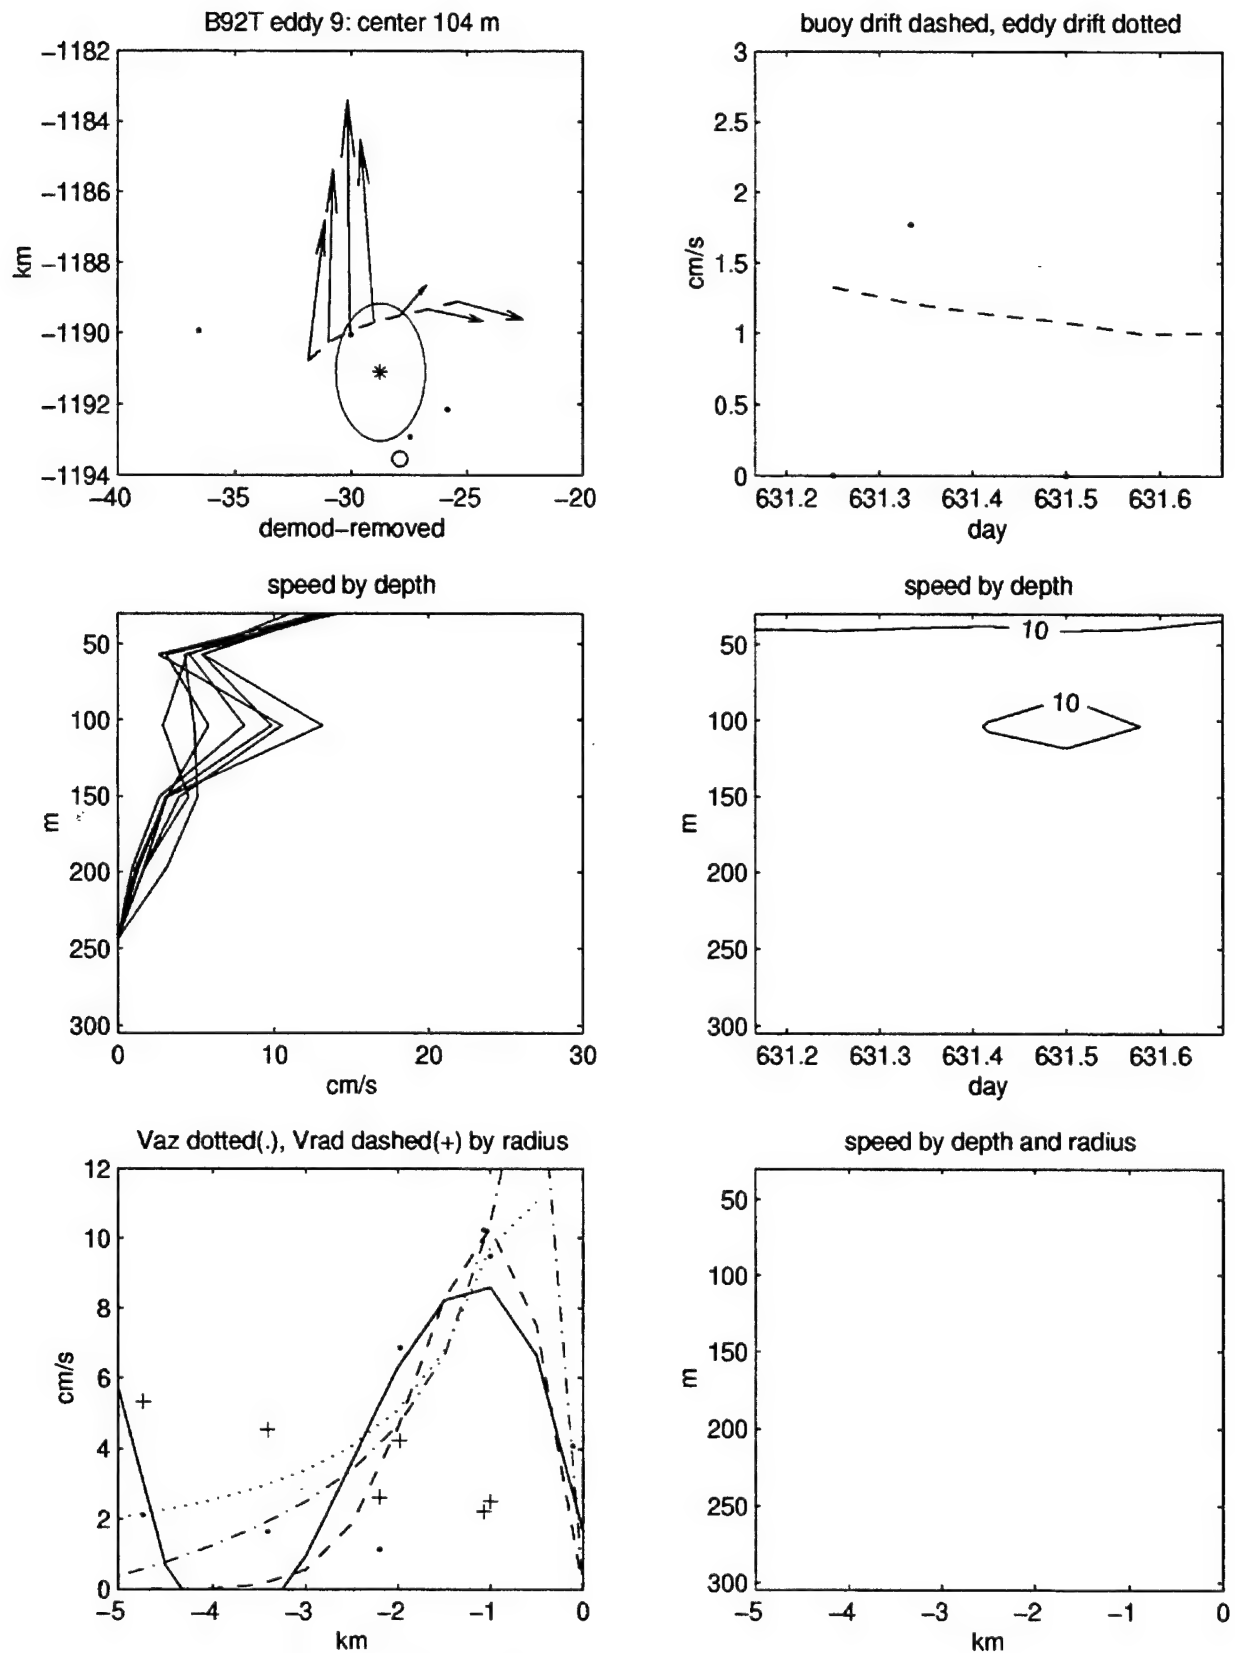 B92T eddy 9: center 104 m
−1182
−1184
−1186
−1188
−1190
−1192
−1194
km
−40 −35 −30 −25 −20
demod−removed
buoy drift dashed, eddy drift dotted
3
2.5
2
1.5
1
0.5
0
cm/s
631.2 631.3 631.4 631.5 631.6
day
speed by depth
50
100
150
200
250
300
m
0 10 20 30
cm/s
speed by depth
50
100
150
200
250
300
m
10
10
631.2 631.3 631.4 631.5 631.6
day
Vaz dotted(.), Vrad dashed(+) by radius
12
10
8
6
4
2
0
cm/s
−5 −4 −3 −2 −1 0
km
speed by depth and radius
50
100
150
200
250
300
m
−5 −4 −3 −2 −1 0
km